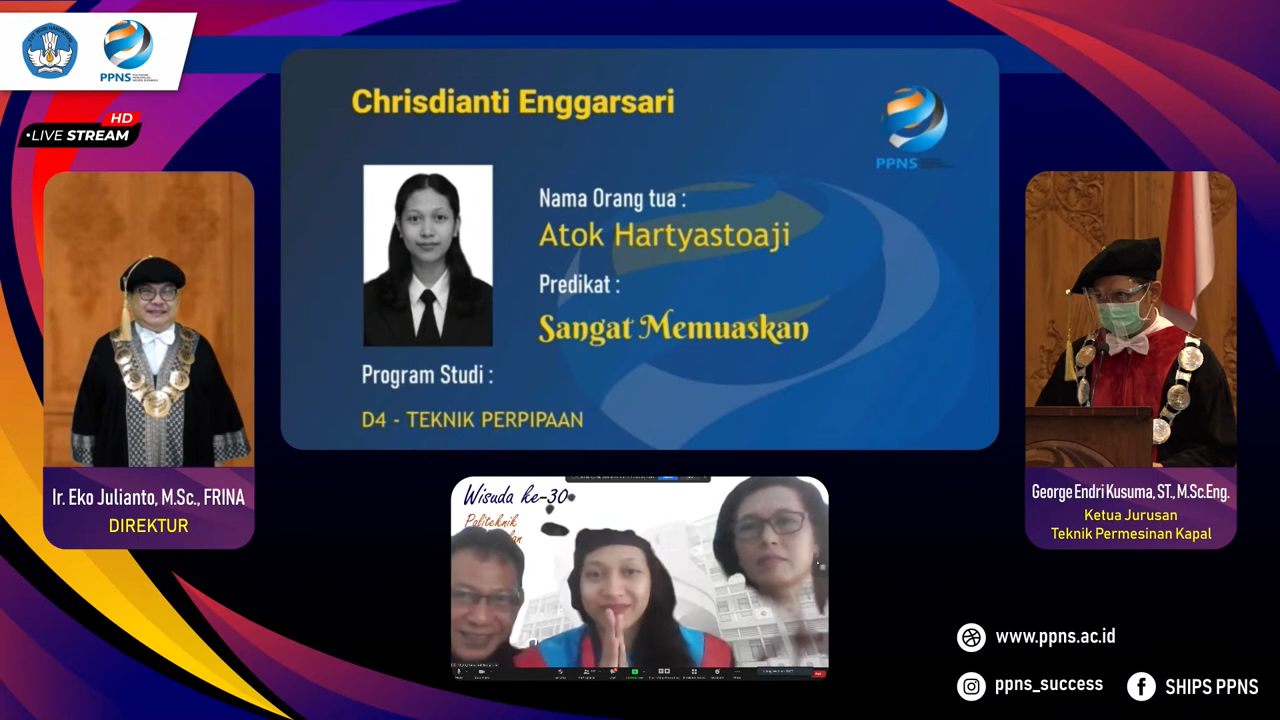 PPNS
HD
LIVE STREAM
Chrisdianti Enggarsari
PPNS
Nama Orang tua :
Atok Hartyastoaji
Predikat :
Sangat Memuaskan
Program Studi :
D4 - TEKNIK PERPIPAAN
Ir. Eko Julianto, M.Sc., FRINA
DIREKTUR
George Endri Kusuma, ST., M.Sc.Eng.
Ketua Jurusan
Teknik Permesinan Kapal
Wisuda ke-30
Politeknik
www.ppns.ac.id
ppns_success
SHIPS PPNS